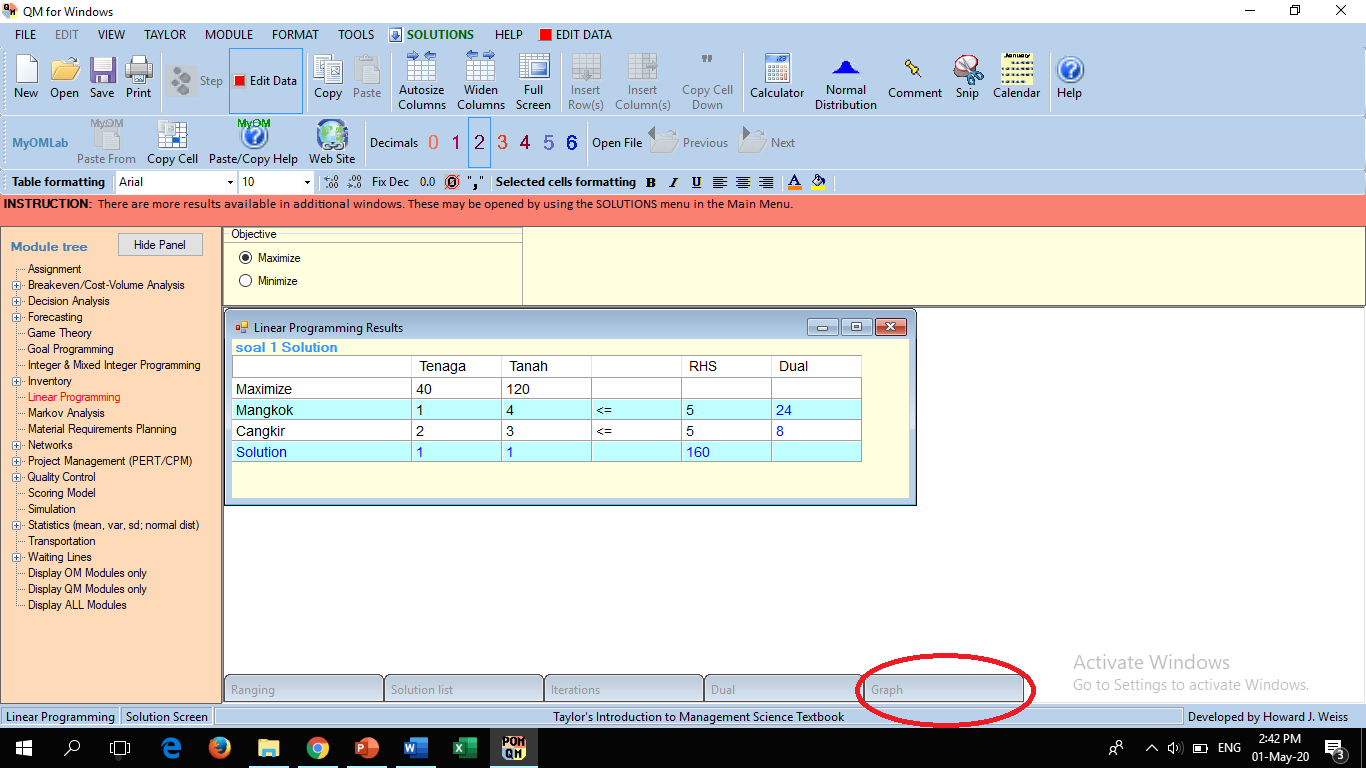 QM for Windows
FILE EDIT VIEW TAYLOR MODULE FORMAT TOOLS SOLUTIONS HELP EDIT DATA
New Open Save Print Step Edit Data Copy Paste Autosize Columns Widen Columns Full Screen Insert Row(s) Insert Column(s) Copy Cell Down Calculator Normal Distribution Comment Snip Calendar Help
MyOMLab Paste From Copy Cell Paste/Copy Help Web Site Decimals 0 1 2 3 4 5 6 Open File Previous Next
Table formatting Arial 10 Fix Dec 0.0 "," Selected cells formatting B I U A
INSTRUCTION: There are more results available in additional windows. These may be opened by using the SOLUTIONS menu in the Main Menu.
Module tree Hide Panel
Assignment
Breakeven/Cost-Volume Analysis
Decision Analysis
Forecasting
Game Theory
Goal Programming
Integer & Mixed Integer Programming
Inventory
Linear Programming
Markov Analysis
Material Requirements Planning
Networks
Project Management (PERT/CPM)
Quality Control
Scoring Model
Simulation
Statistics (mean, var, sd; normal dist)
Transportation
Waiting Lines
Display OM Modules only
Display QM Modules only
Display ALL Modules
Objective
Maximize
Minimize
Linear Programming Results
soal 1 Solution
Tenaga Tanah RHS Dual
Maximize 40 120
Mangkok 1 4 <= 5 24
Cangkir 2 3 <= 5 8
Solution 1 1 160
Activate Windows
Go to Settings to activate Windows.
Ranging Solution list Iterations Dual Graph
Linear Programming Solution Screen Taylor's Introduction to Management Science Textbook Developed by Howard J. Weiss
ENG 2:42 PM
01-May-20 3